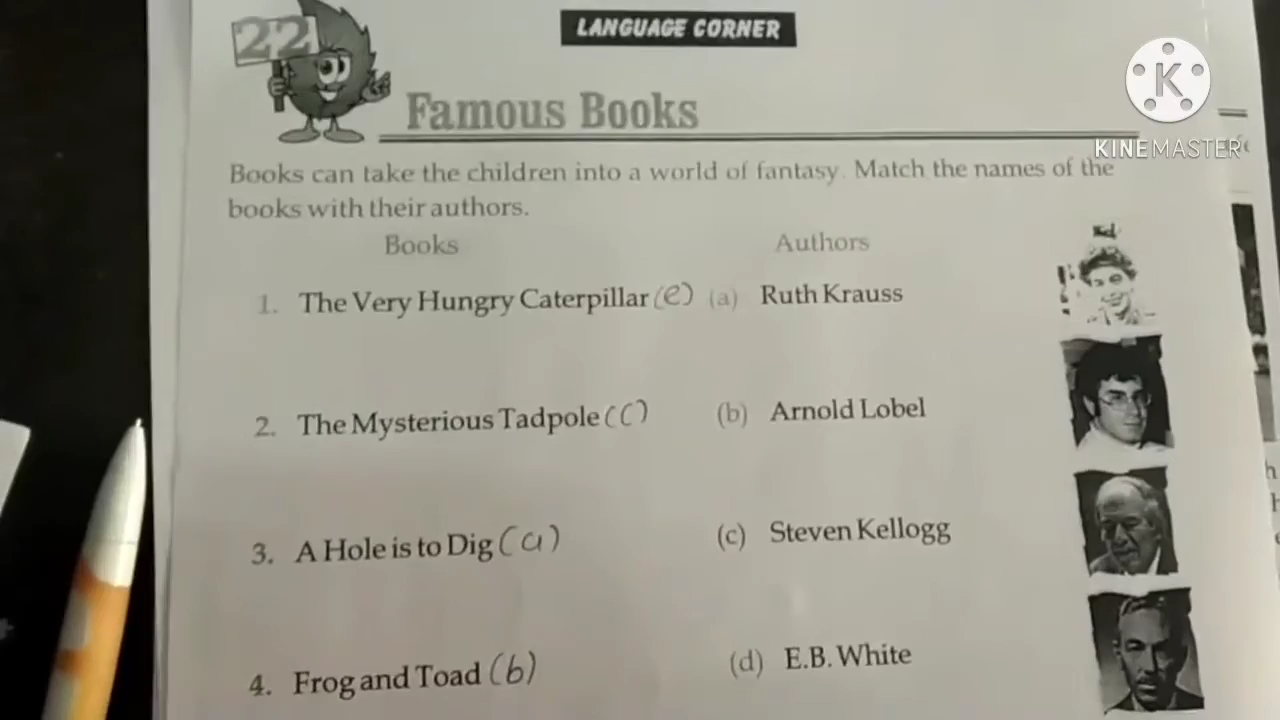 22
LANGUAGE CORNER
K
KINEMASTER
Famous Books
Books can take the children into a world of fantasy. Match the names of the
books with their authors.
Books Authors
1. The Very Hungry Caterpillar (e) (a) Ruth Krauss
2. The Mysterious Tadpole (c) (b) Arnold Lobel
3. A Hole is to Dig (a) (c) Steven Kellogg
4. Frog and Toad (b) (d) E.B. White